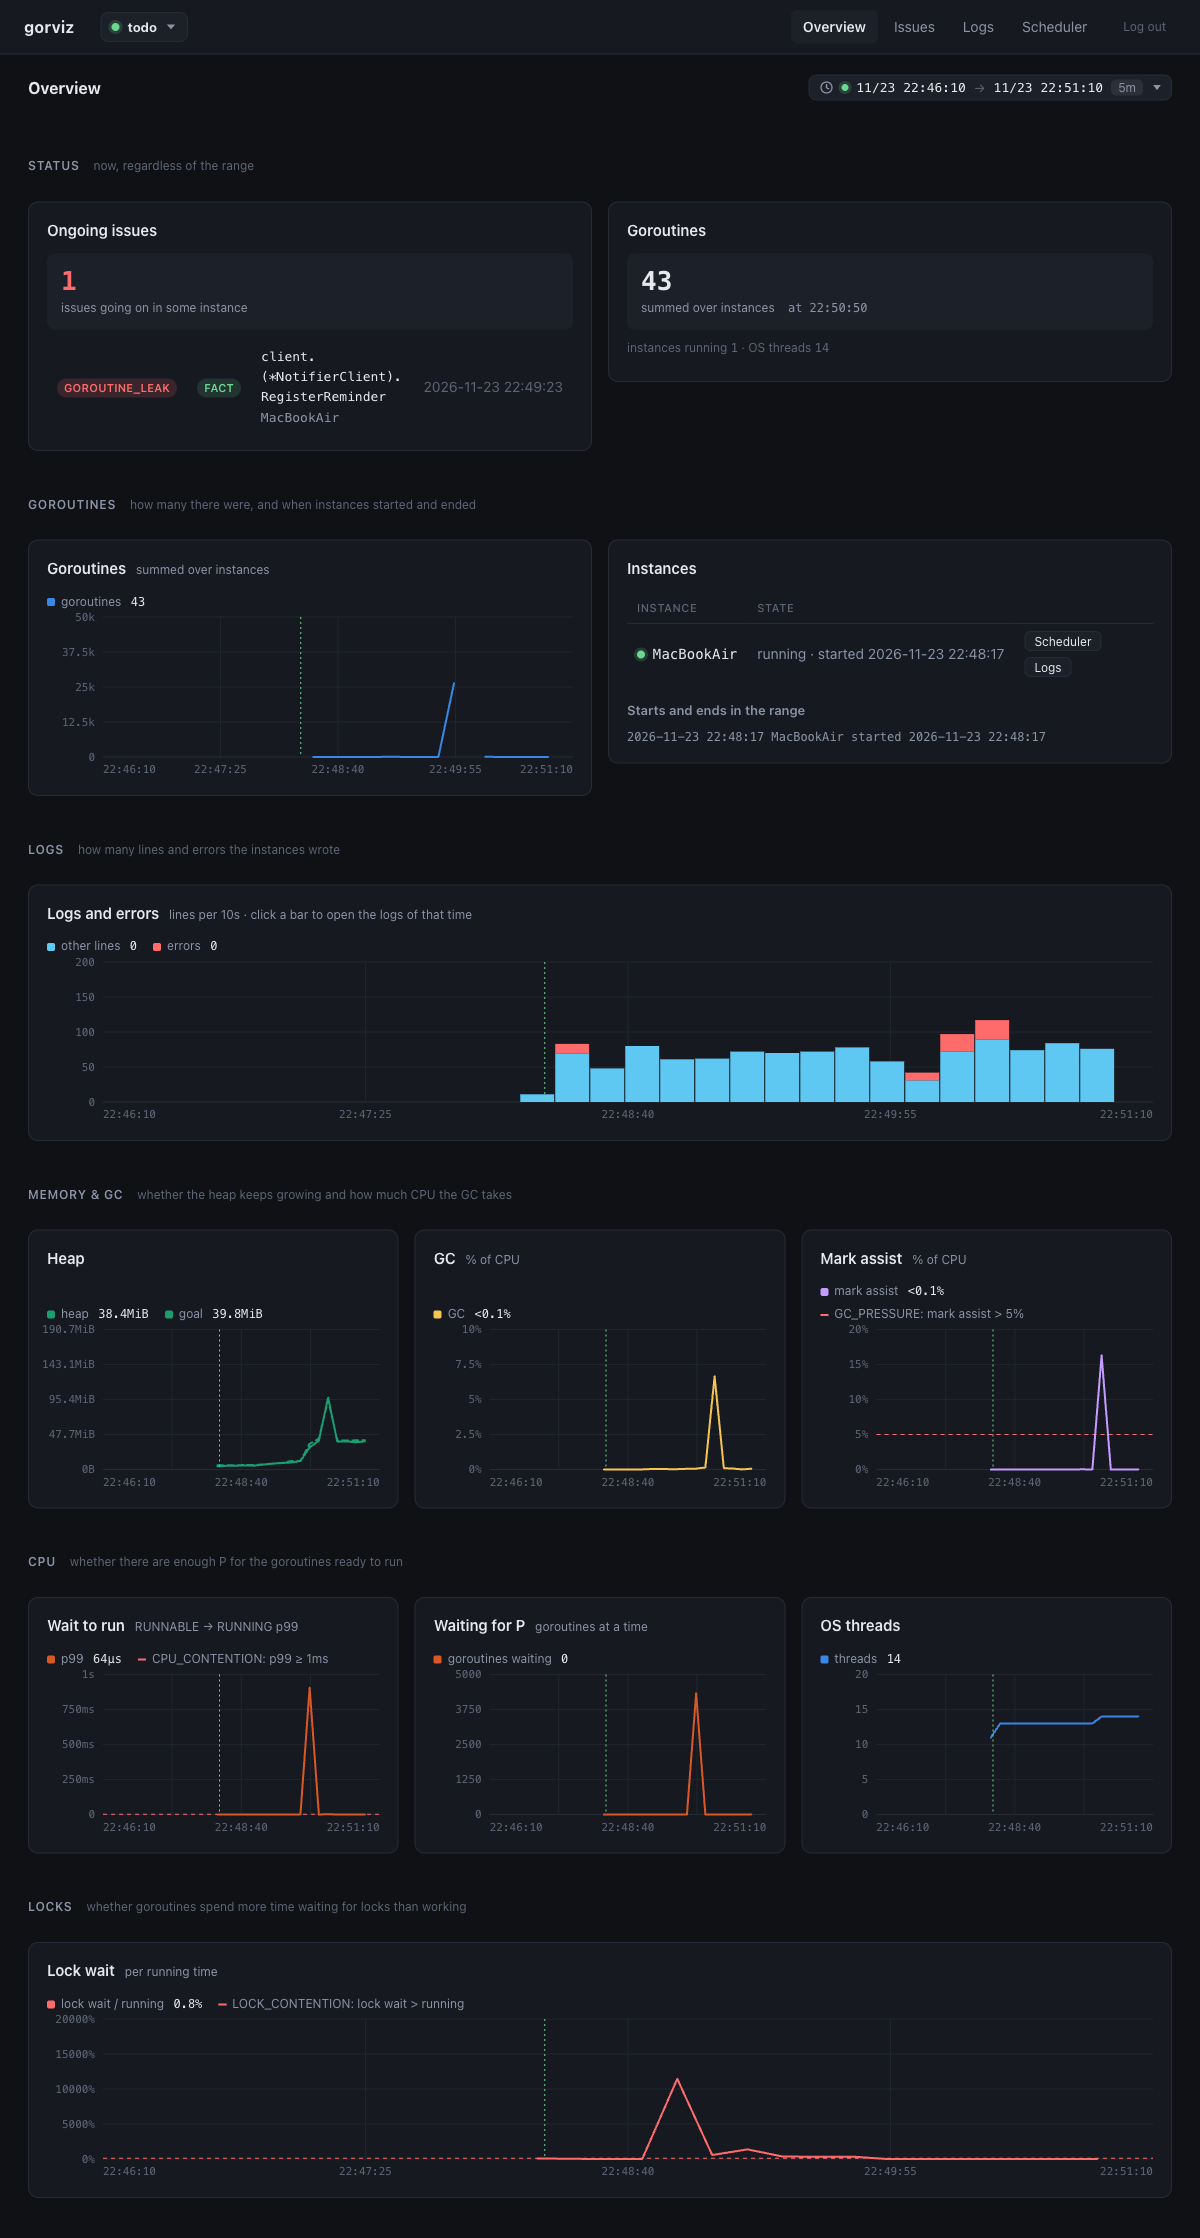 gorviz
todo
Overview Issues Logs Scheduler Log out
Overview
11/23 22:46:10 → 11/23 22:51:10 5m
STATUS now, regardless of the range
Ongoing issues
1
issues going on in some instance
GOROUTINE_LEAK FACT
client.
(*NotifierClient).
RegisterReminder
MacBookAir
2026-11-23 22:49:23
Goroutines
43
summed over instances at 22:50:50
instances running 1 · OS threads 14
GOROUTINES how many there were, and when instances started and ended
Goroutines summed over instances
goroutines 43
50k
37.5k
25k
12.5k
0
22:46:10 22:47:25 22:48:40 22:49:55 22:51:10
Instances
INSTANCE STATE
MacBookAir running · started 2026-11-23 22:48:17
Scheduler
Logs
Starts and ends in the range
2026-11-23 22:48:17 MacBookAir started 2026-11-23 22:48:17
LOGS how many lines and errors the instances wrote
Logs and errors lines per 10s · click a bar to open the logs of that time
other lines 0 errors 0
200
150
100
50
0
22:46:10 22:47:25 22:48:40 22:49:55 22:51:10
MEMORY & GC whether the heap keeps growing and how much CPU the GC takes
Heap
heap 38.4MiB goal 39.8MiB
190.7MiB
143.1MiB
95.4MiB
47.7MiB
0B
22:46:10 22:48:40 22:51:10
GC % of CPU
GC <0.1%
10%
7.5%
5%
2.5%
0%
22:46:10 22:48:40 22:51:10
Mark assist % of CPU
mark assist <0.1%
GC_PRESSURE: mark assist > 5%
20%
15%
10%
5%
0%
22:46:10 22:48:40 22:51:10
CPU whether there are enough P for the goroutines ready to run
Wait to run RUNNABLE → RUNNING p99
p99 64µs CPU_CONTENTION: p99 ≥ 1ms
1s
750ms
500ms
250ms
0
22:46:10 22:48:40 22:51:10
Waiting for P goroutines at a time
goroutines waiting 0
5000
3750
2500
1250
0
22:46:10 22:48:40 22:51:10
OS threads
threads 14
20
15
10
5
0
22:46:10 22:48:40 22:51:10
LOCKS whether goroutines spend more time waiting for locks than working
Lock wait per running time
lock wait / running 0.8% LOCK_CONTENTION: lock wait > running
20000%
15000%
10000%
5000%
0%
22:46:10 22:47:25 22:48:40 22:49:55 22:51:10